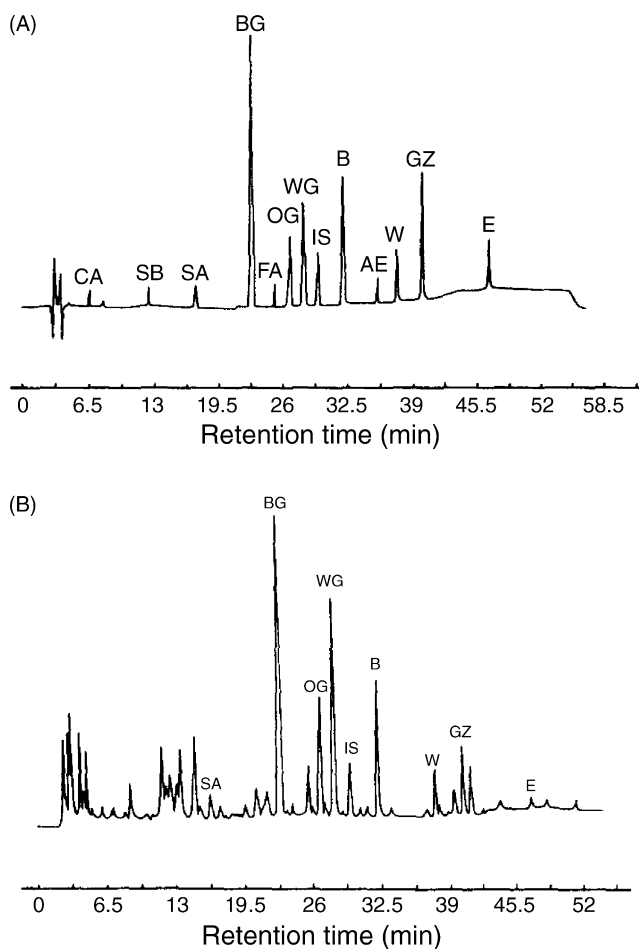 (A)
BG
B
GZ
WG
OG
E
IS
W
CA
SB
SA
FA
AE
0 6.5 13 19.5 26 32.5 39 45.5 52 58.5
Retention time (min)
(B)
BG
WG
B
OG
GZ
IS
W
SA
E
0 6.5 13 19.5 26 32.5 39 45.5 52
Retention time (min)